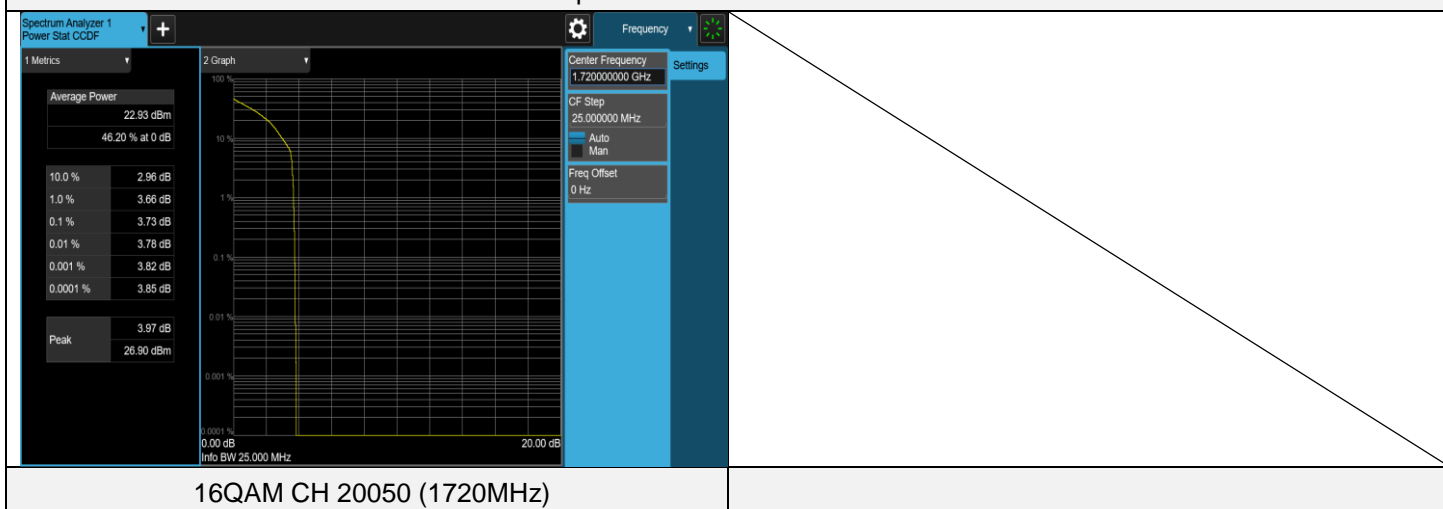 Spectrum Analyzer 1
Power Stat CCDF
+
Frequency
1 Metrics
2 Graph
Center Frequency
1.720000000 GHz
Settings
CF Step
25.000000 MHz
Auto
Man
Freq Offset
0 Hz
Average Power
22.93 dBm
46.20 % at 0 dB
10.0 % 2.96 dB
1.0 % 3.66 dB
0.1 % 3.73 dB
0.01 % 3.78 dB
0.001 % 3.82 dB
0.0001 % 3.85 dB
Peak 3.97 dB
26.90 dBm
100 %
10 %
1 %
0.1 %
0.01 %
0.001 %
0.0001 %
0.00 dB 20.00 dB
Info BW 25.000 MHz
16QAM CH 20050 (1720MHz)